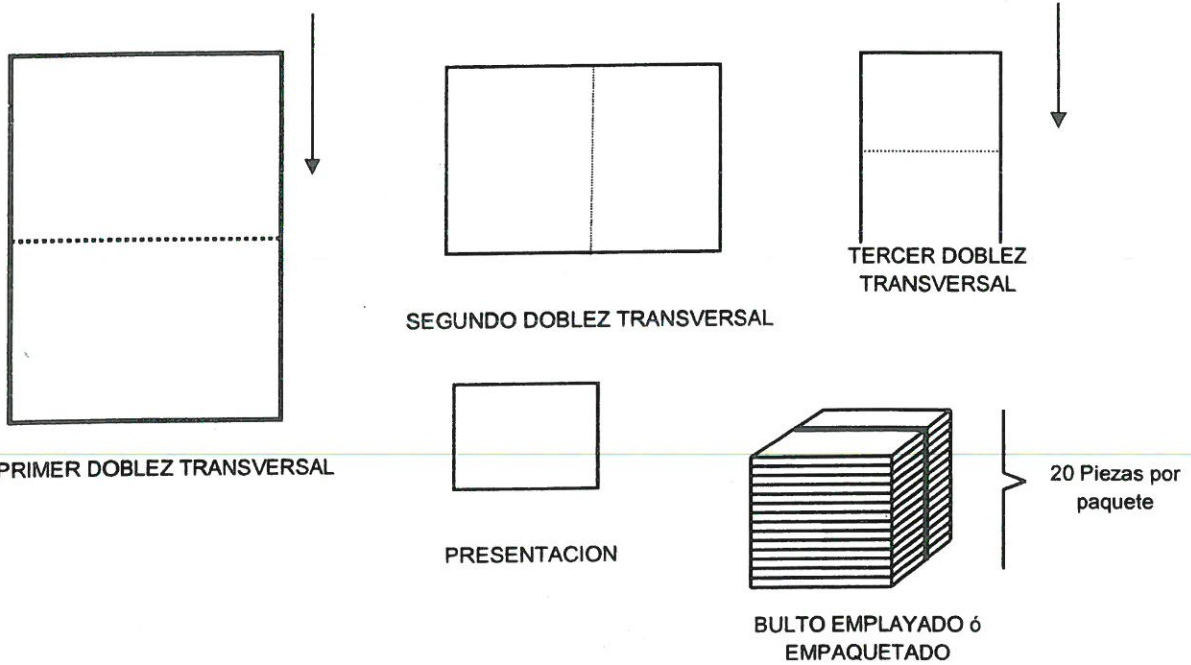 TERCER DOBLEZ
TRANSVERSAL
SEGUNDO DOBLEZ TRANSVERSAL
PRIMER DOBLEZ TRANSVERSAL
20 Piezas por
paquete
PRESENTACION
BULTO EMPLAYADO ó
EMPAQUETADO